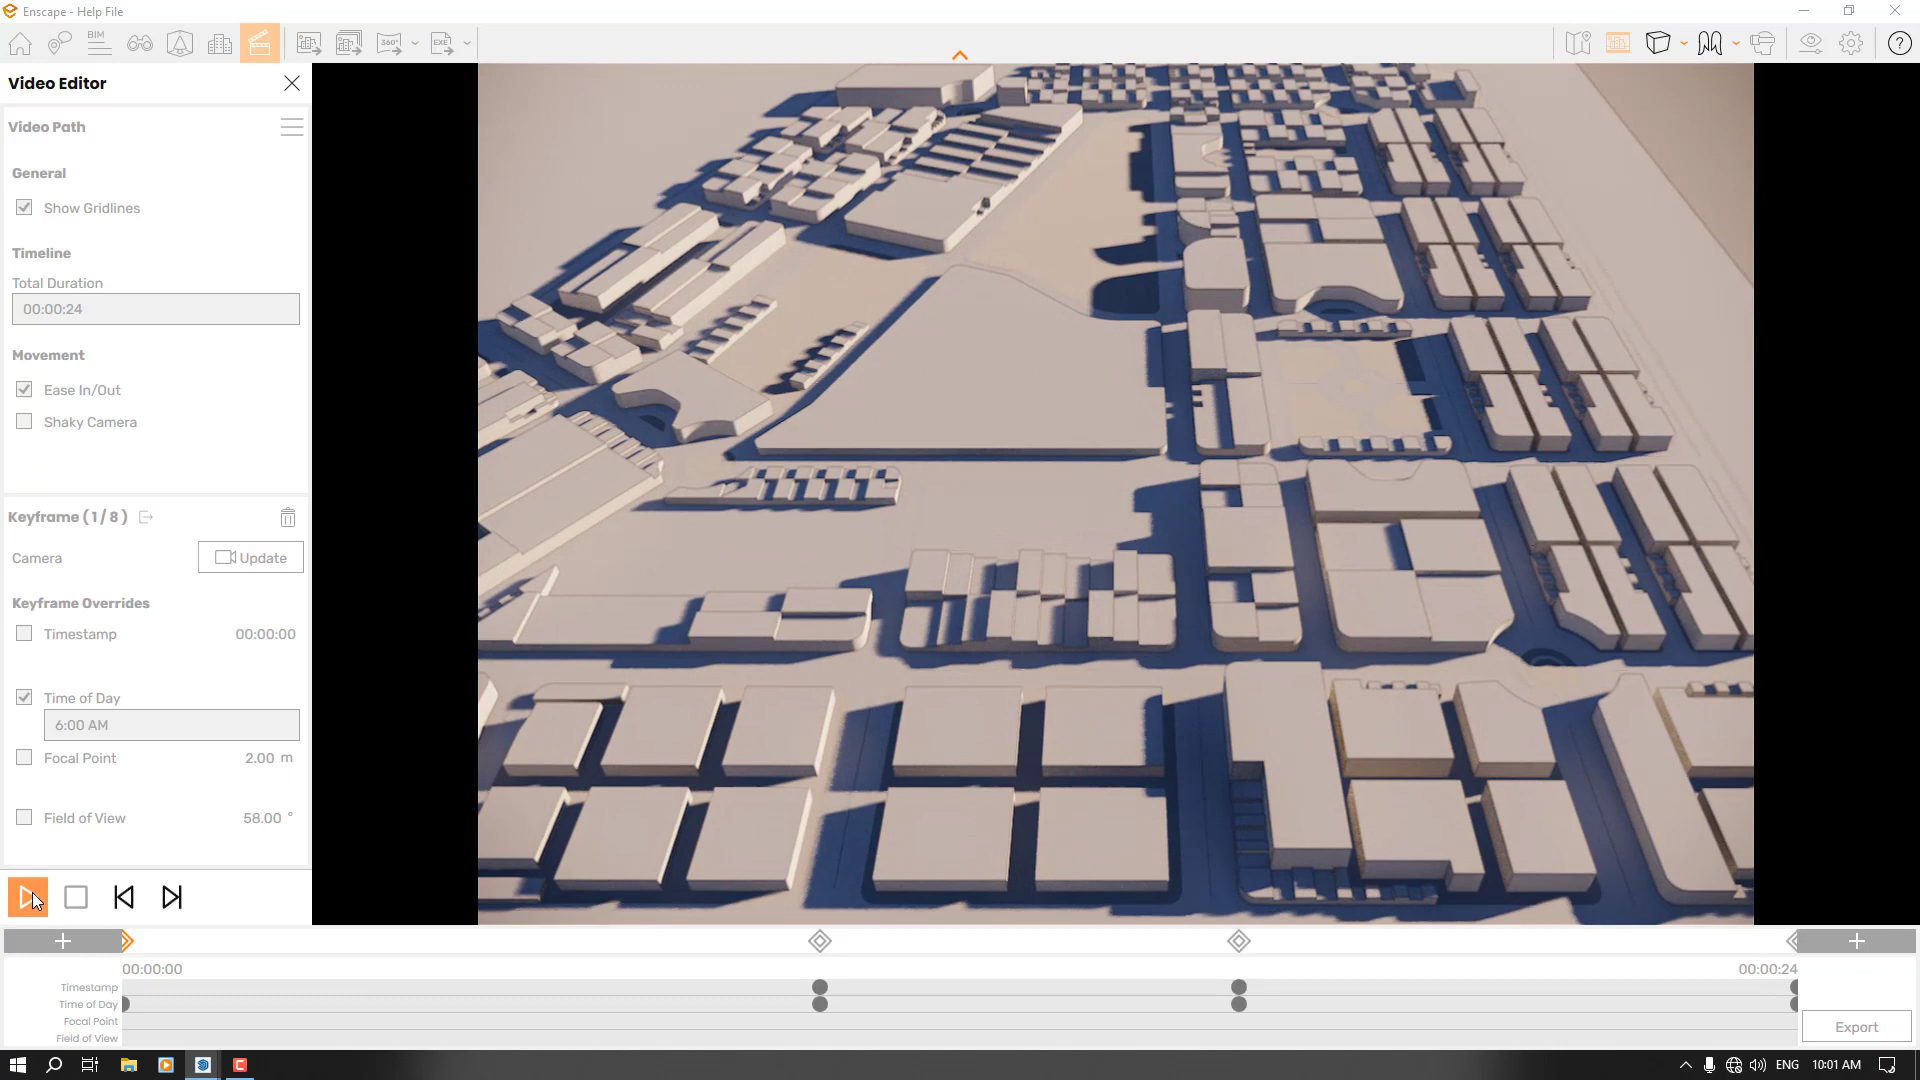 Enscape - Help File
BIM
360°
EXE
?
Video Editor
Video Path
General
Show Gridlines
Timeline
Total Duration
00:00:24
Movement
Ease In/Out
Shaky Camera
Keyframe ( 1 / 8 )
Camera
Update
Keyframe Overrides
Timestamp 00:00:00
Time of Day
6:00 AM
Focal Point 2.00 m
Field of View 58.00 °
00:00:00
00:00:24
Timestamp
Time of Day
Focal Point
Field of View
Export
ENG
10:01 AM